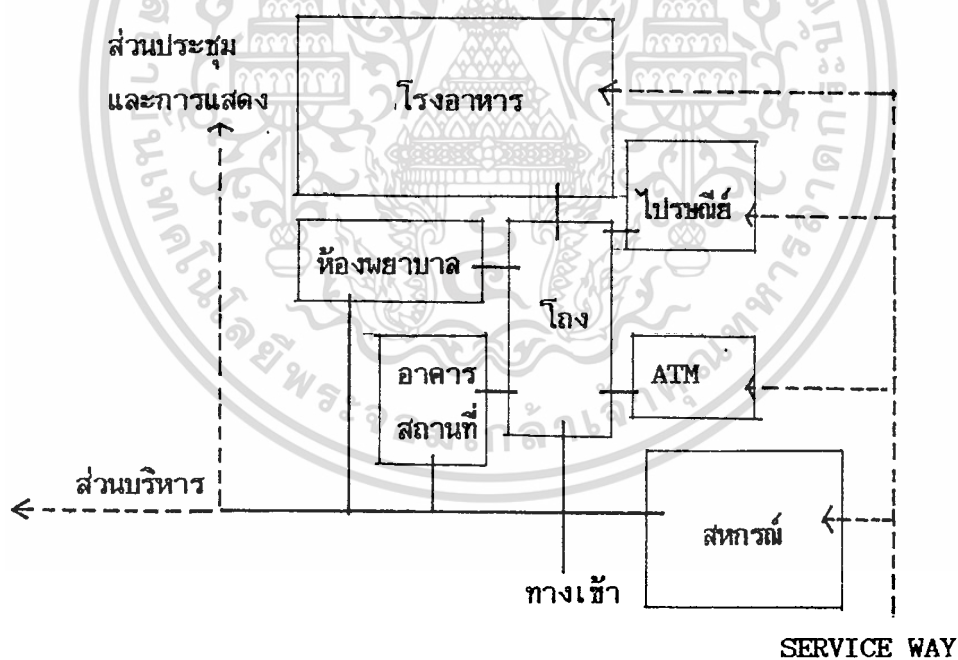 ส่วนประชุม
และการแสดง
โรงอาหาร
ไปรษณีย์
ห้องพยาบาล
โถง
อาคาร
สถานที่
ATM
ส่วนบริหาร
สหกรณ์
ทางเข้า
SERVICE WAY